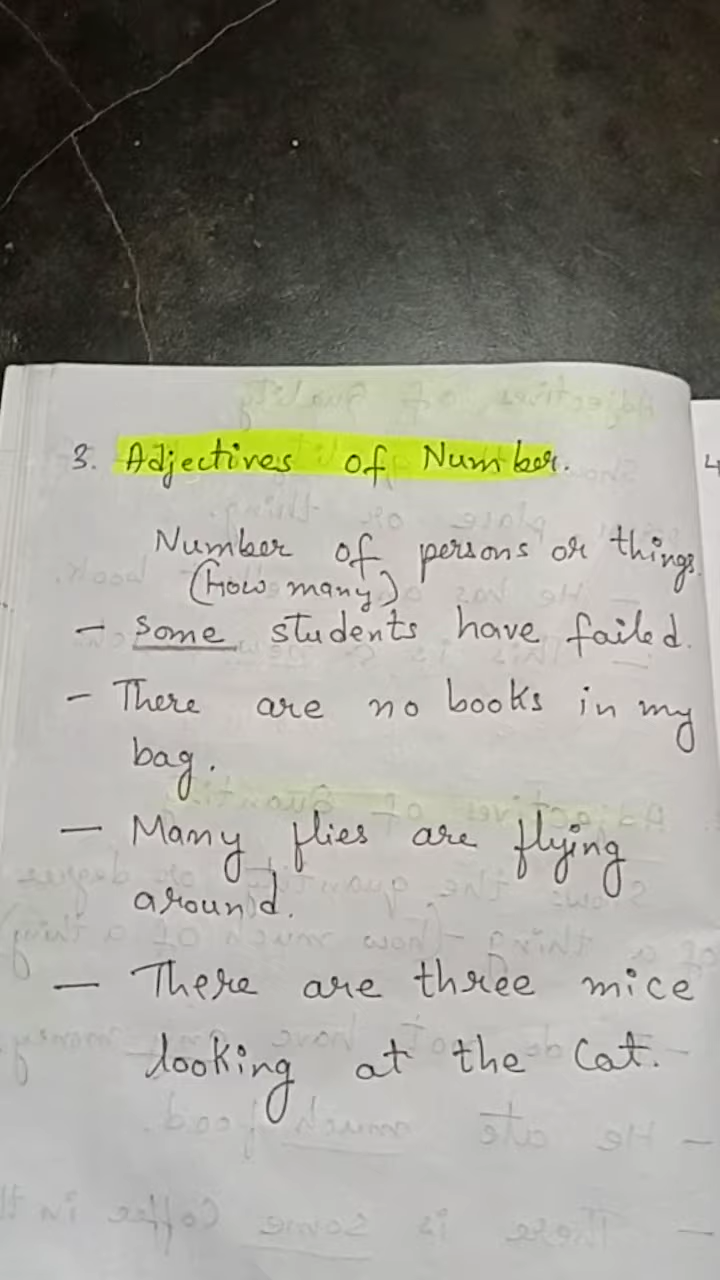 3. Adjectives of Number.
Number of persons or things.
(How many)
- Some students have failed.
- There are no books in my
bag.
- Many flies are flying
around.
- There are three mice
looking at the Cat.
4